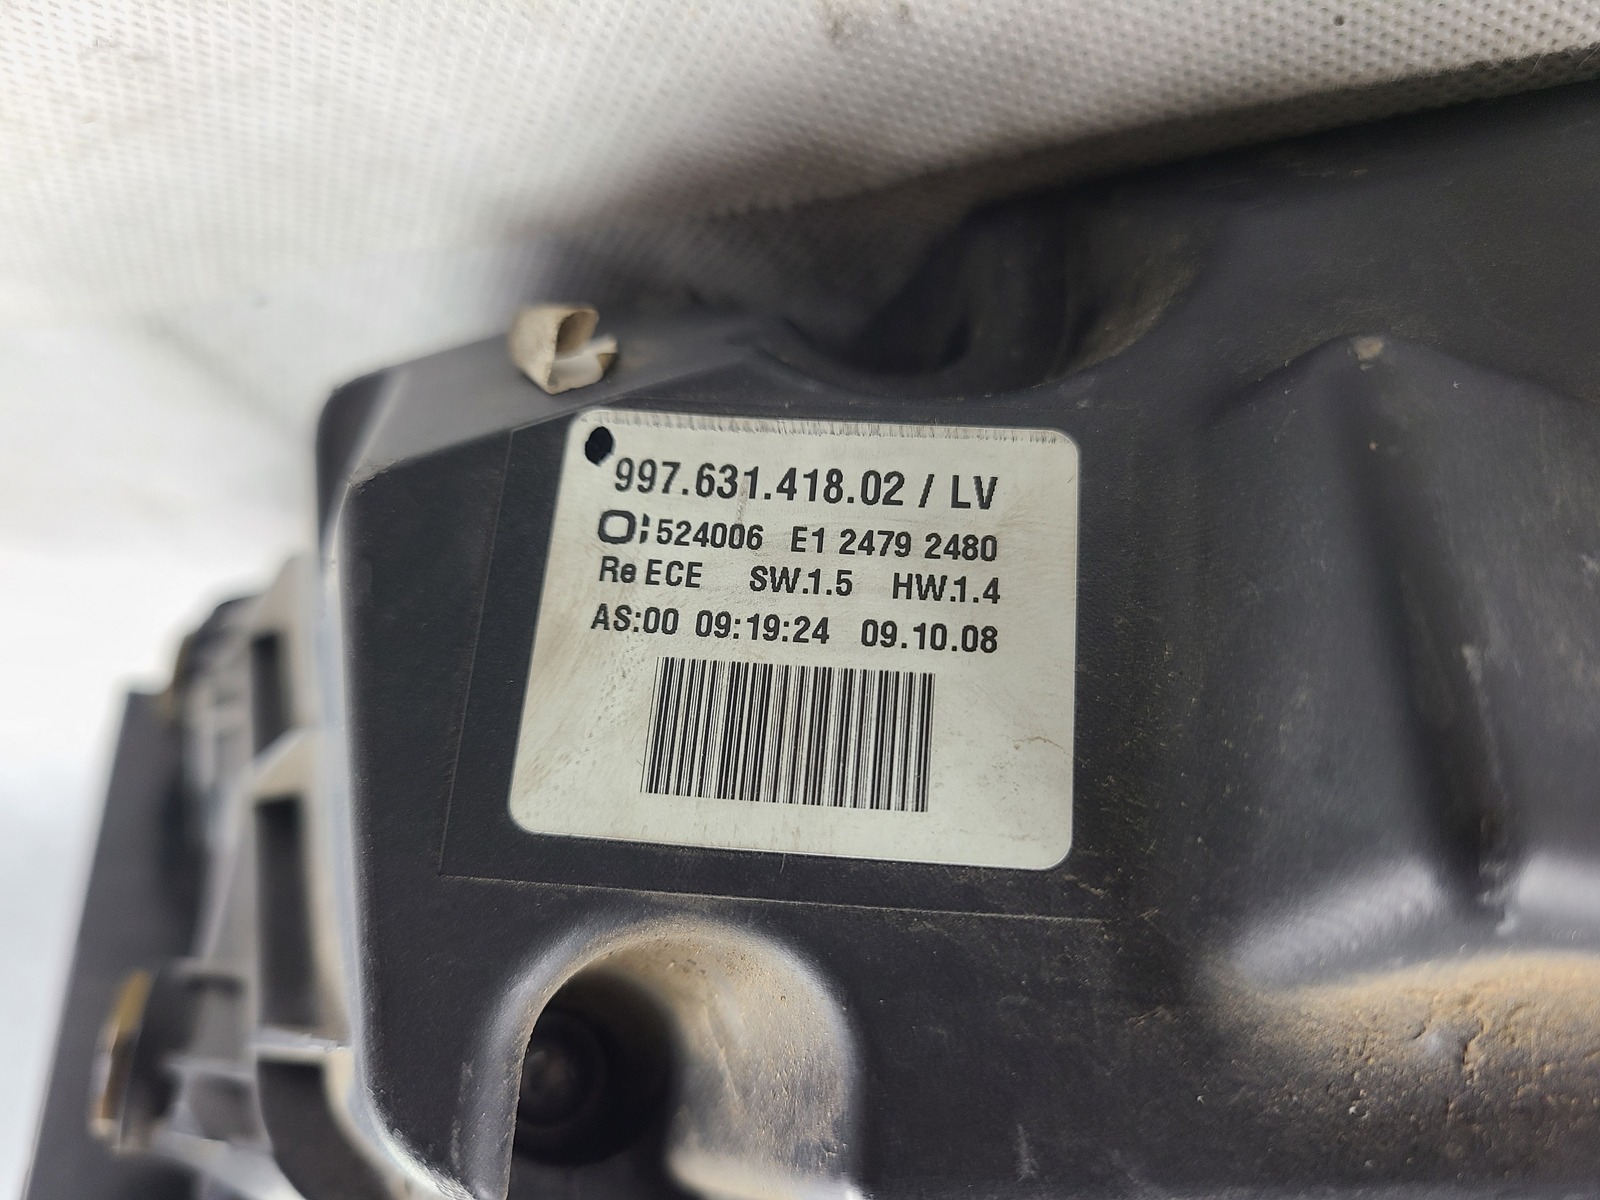 997.631.418.02 / LV
524006 E1 2479 2480
Re ECE SW.1.5 HW.1.4
AS:00 09:19:24 09.10.08